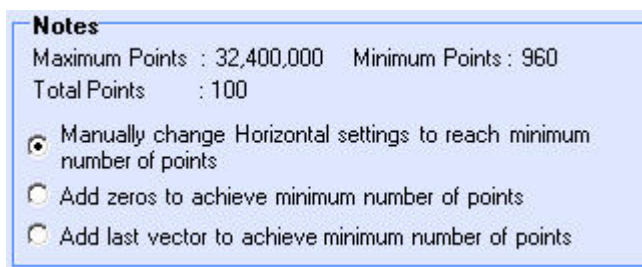 Notes
Maximum Points : 32,400,000 Minimum Points : 960
Total Points : 100
Manually change Horizontal settings to reach minimum
number of points
Add zeros to achieve minimum number of points
Add last vector to achieve minimum number of points